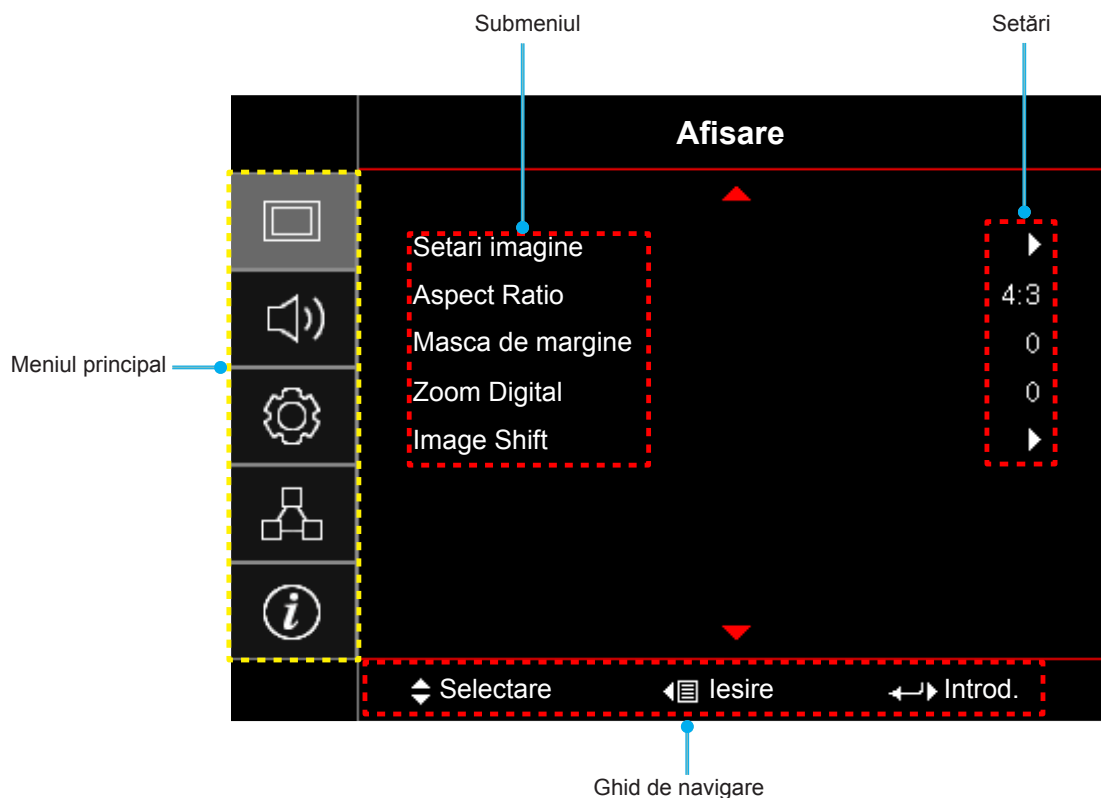 Submeniul
Setări
Afisare
Setari imagine
Aspect Ratio 4:3
Masca de margine 0
Zoom Digital 0
Image Shift
Meniul principal
Selectare Iesire Introd.
Ghid de navigare